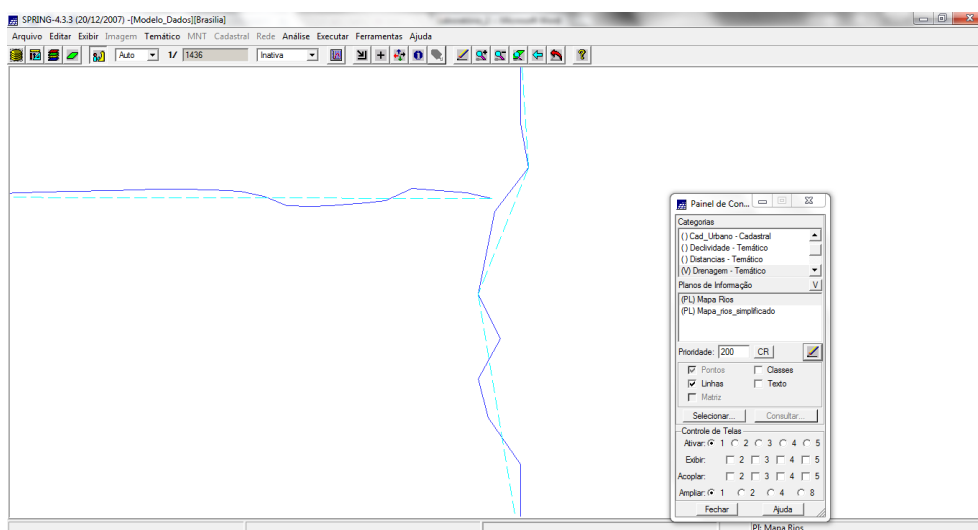 SPRING-4.3.3 (20/12/2007) -[Modelo_Dados][Brasilia]
Arquivo Editar Exibir Imagem Temático MNT Cadastral Rede Análise Executar Ferramentas Ajuda
Auto 1/ 1436 Inativa
Painel de Con...
Categorias
( ) Cad_Urbano - Cadastral
( ) Declividade - Temático
( ) Distancias - Temático
(V) Drenagem - Temático
Planos de Informação V
(PL) Mapa Rios
(PL) Mapa_rios_simplificado
Prioridade: 200 CR
Pontos Classes
Linhas Texto
Matriz
Selecionar... Consultar...
Controle de Telas
Ativar: 1 2 3 4 5
Exibir: 2 3 4 5
Acoplar: 2 3 4 5
Ampliar: 1 2 4 8
Fechar Ajuda
PI: Mapa Rios